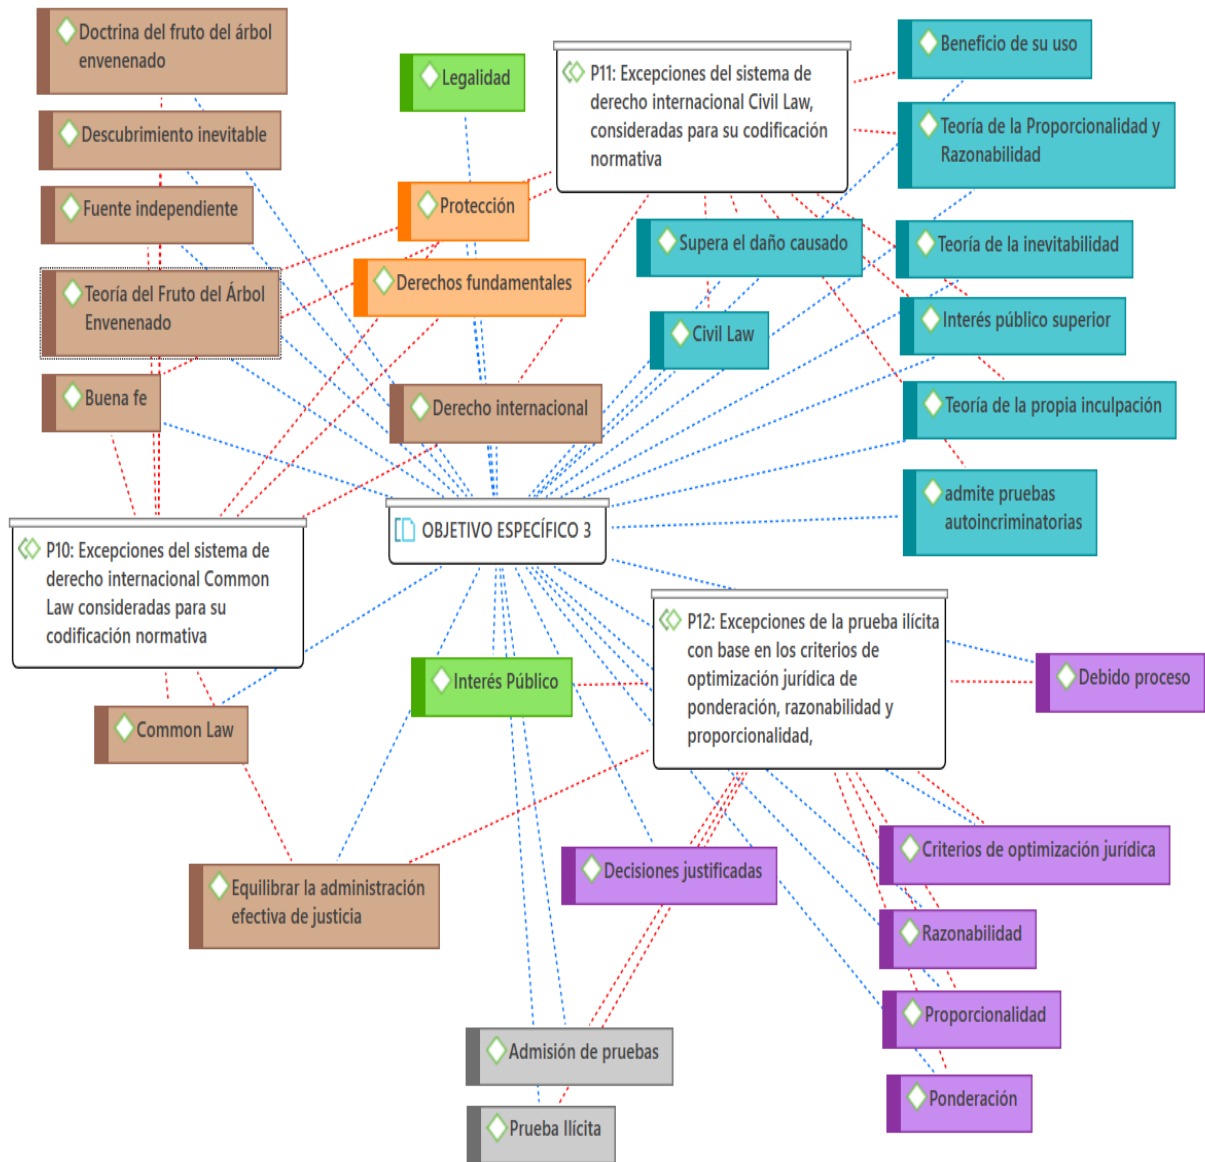 Doctrina del fruto del árbol
envenenado
Descubrimiento inevitable
Fuente independiente
Teoría del Fruto del Árbol
Envenenado
Buena fe
Legalidad
Protección
Derechos fundamentales
Derecho internacional
P11: Excepciones del sistema de
derecho internacional Civil Law,
consideradas para su codificación
normativa
Supera el daño causado
Civil Law
Beneficio de su uso
Teoría de la Proporcionalidad y
Razonabilidad
Teoría de la inevitabilidad
Interés público superior
Teoría de la propia inculpación
admite pruebas
autoincriminatorias
OBJETIVO ESPECÍFICO 3
P10: Excepciones del sistema de
derecho internacional Common
Law consideradas para su
codificación normativa
P12: Excepciones de la prueba ilícita
con base en los criterios de
optimización jurídica de
ponderación, razonabilidad y
proporcionalidad,
Interés Público
Debido proceso
Common Law
Equilibrar la administración
efectiva de justicia
Decisiones justificadas
Criterios de optimización jurídica
Razonabilidad
Proporcionalidad
Ponderación
Admisión de pruebas
Prueba Ilícita